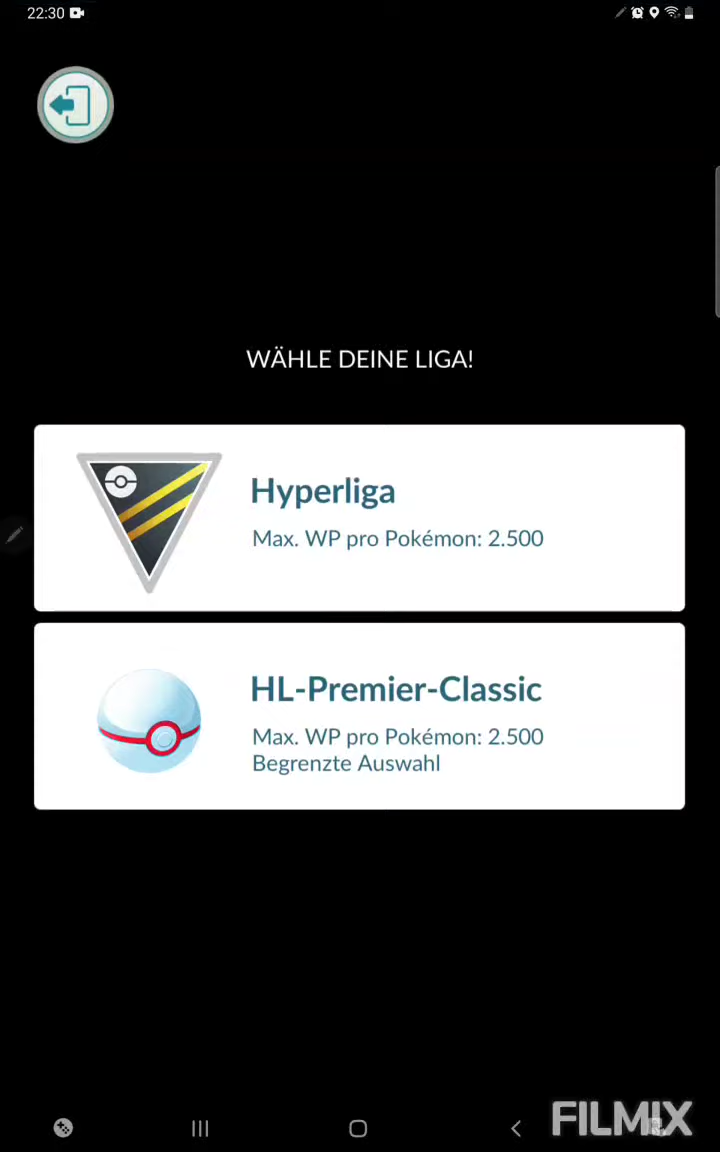 22:30
WÄHLE DEINE LIGA!
Hyperliga
Max. WP pro Pokémon: 2.500
HL-Premier-Classic
Max. WP pro Pokémon: 2.500
Begrenzte Auswahl
FILMIX